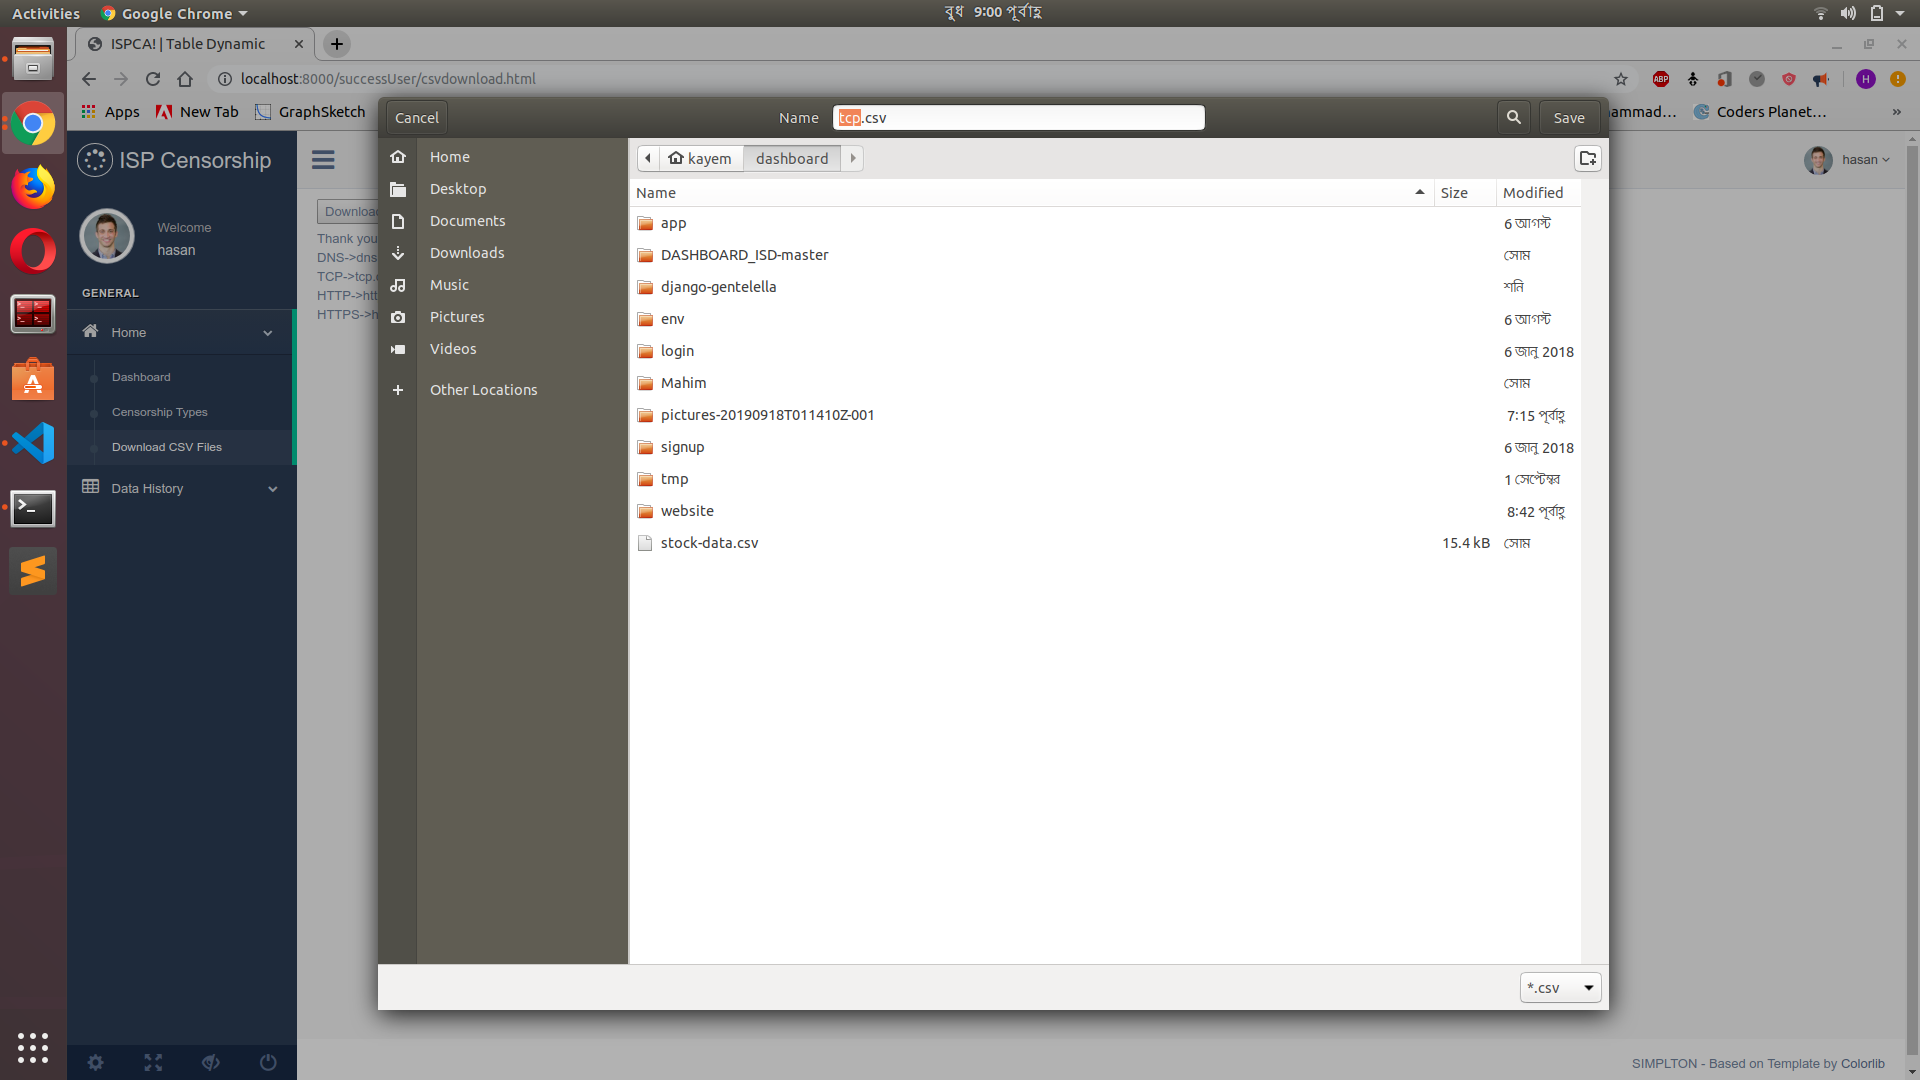 Activities Google Chrome বুধ 9:00 পূর্বাহ্ণ
ISPCA! | Table Dynamic
localhost:8000/successUser/csvdownload.html ABP H
Apps New Tab GraphSketch ammad... Coders Planet...
Cancel Name tcp.csv Save
ISP Censorship
Welcome
hasan
GENERAL
Home
Dashboard
Censorship Types
Download CSV Files
Data History
Download
Thank you
DNS->dns
TCP->tcp.
HTTP->htt
HTTPS->h
hasan
Home
Desktop
Documents
Downloads
Music
Pictures
Videos
Other Locations
kayem dashboard
Name Size Modified
app 6 আগস্ট
DASHBOARD_ISD-master সোম
django-gentelella শনি
env 6 আগস্ট
login 6 জানু 2018
Mahim সোম
pictures-20190918T011410Z-001 7:15 পূর্বাহ্ণ
signup 6 জানু 2018
tmp 1 সেপ্টেম্বর
website 8:42 পূর্বাহ্ণ
stock-data.csv 15.4 kB সোম
*.csv
SIMPLTON - Based on Template by Colorlib